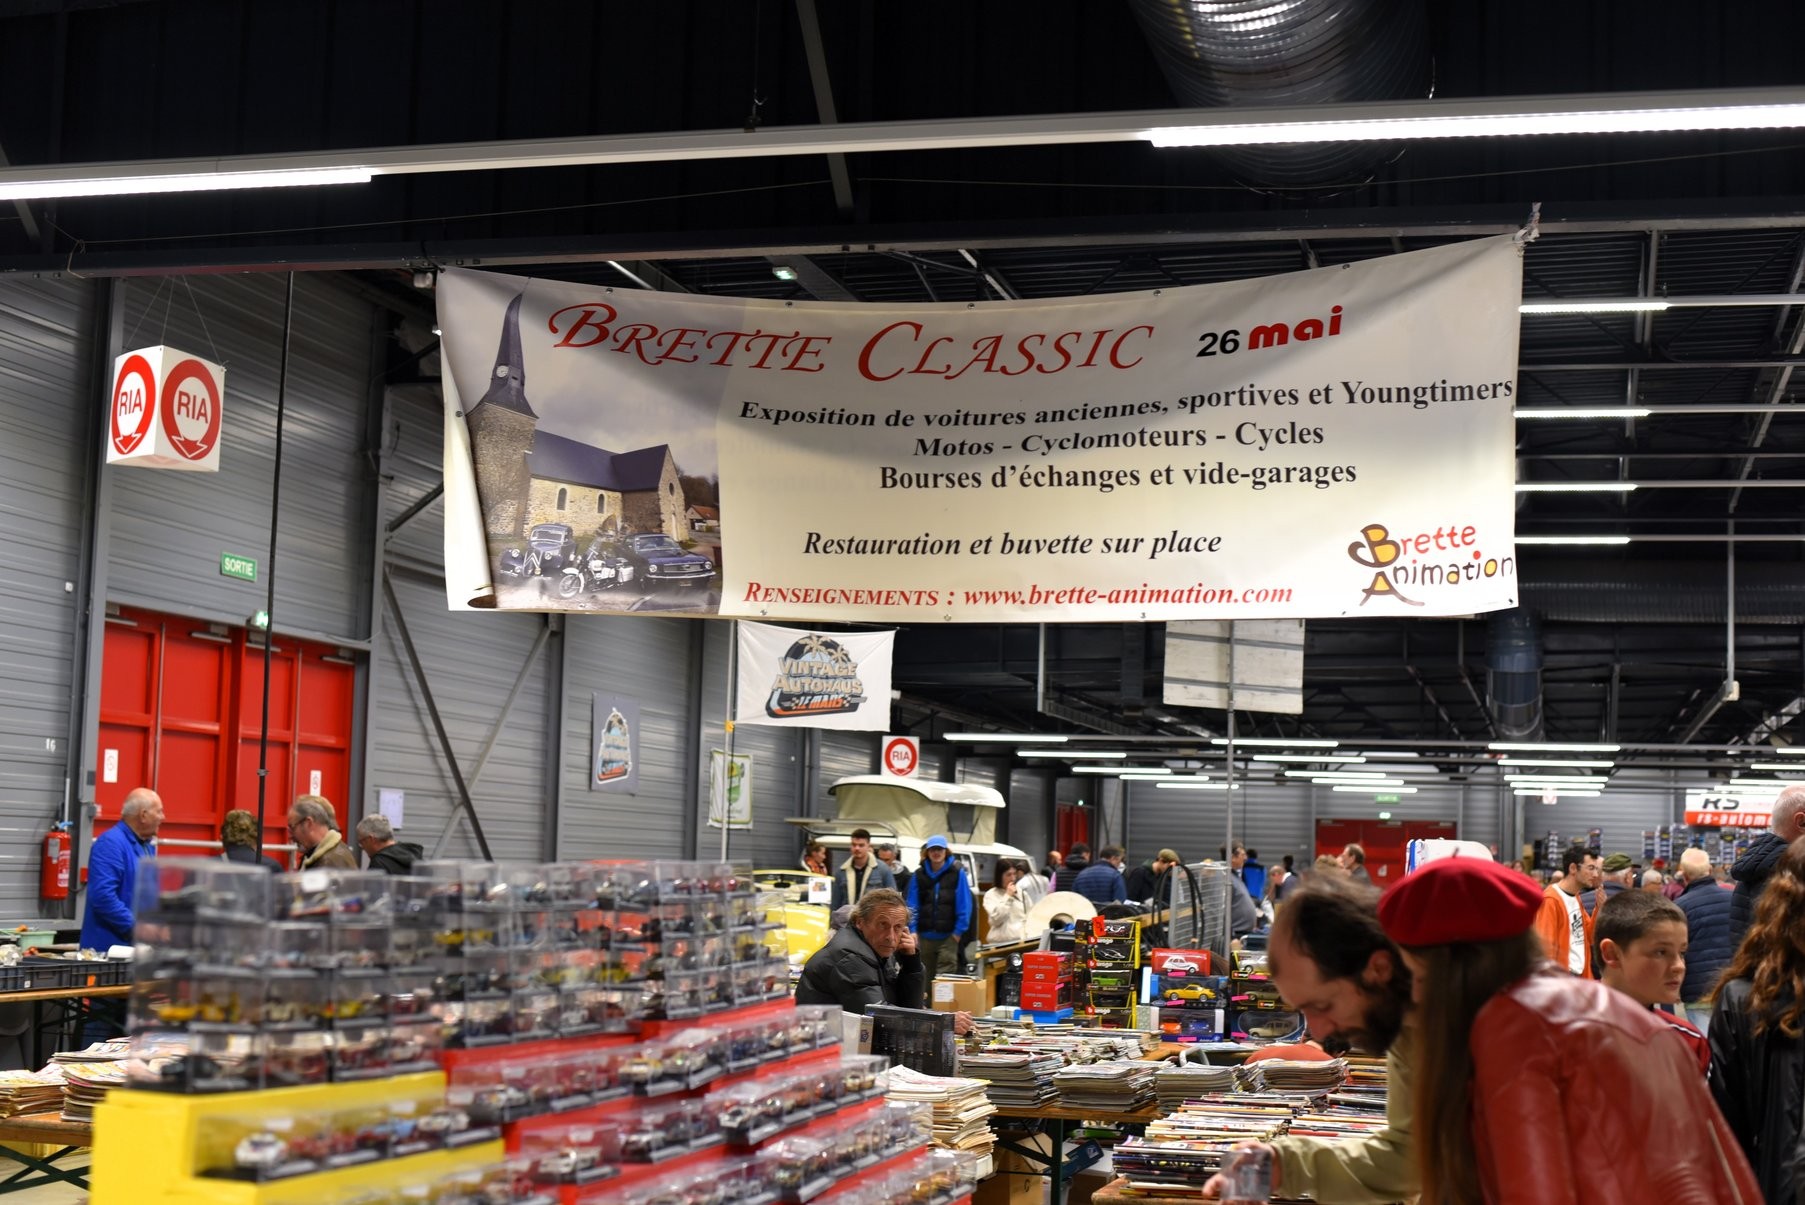 BRETTE CLASSIC 26 mai
Exposition de voitures anciennes, sportives et Youngtimers
Motos - Cyclomoteurs - Cycles
Bourses d'échanges et vide-garages
Restauration et buvette sur place
RENSEIGNEMENTS : www.brette-animation.com
Brette
Animation
RIA
RIA
SORTIE
VINTAGE
AUTOHAUS
LE MANS
RIA
16
RS